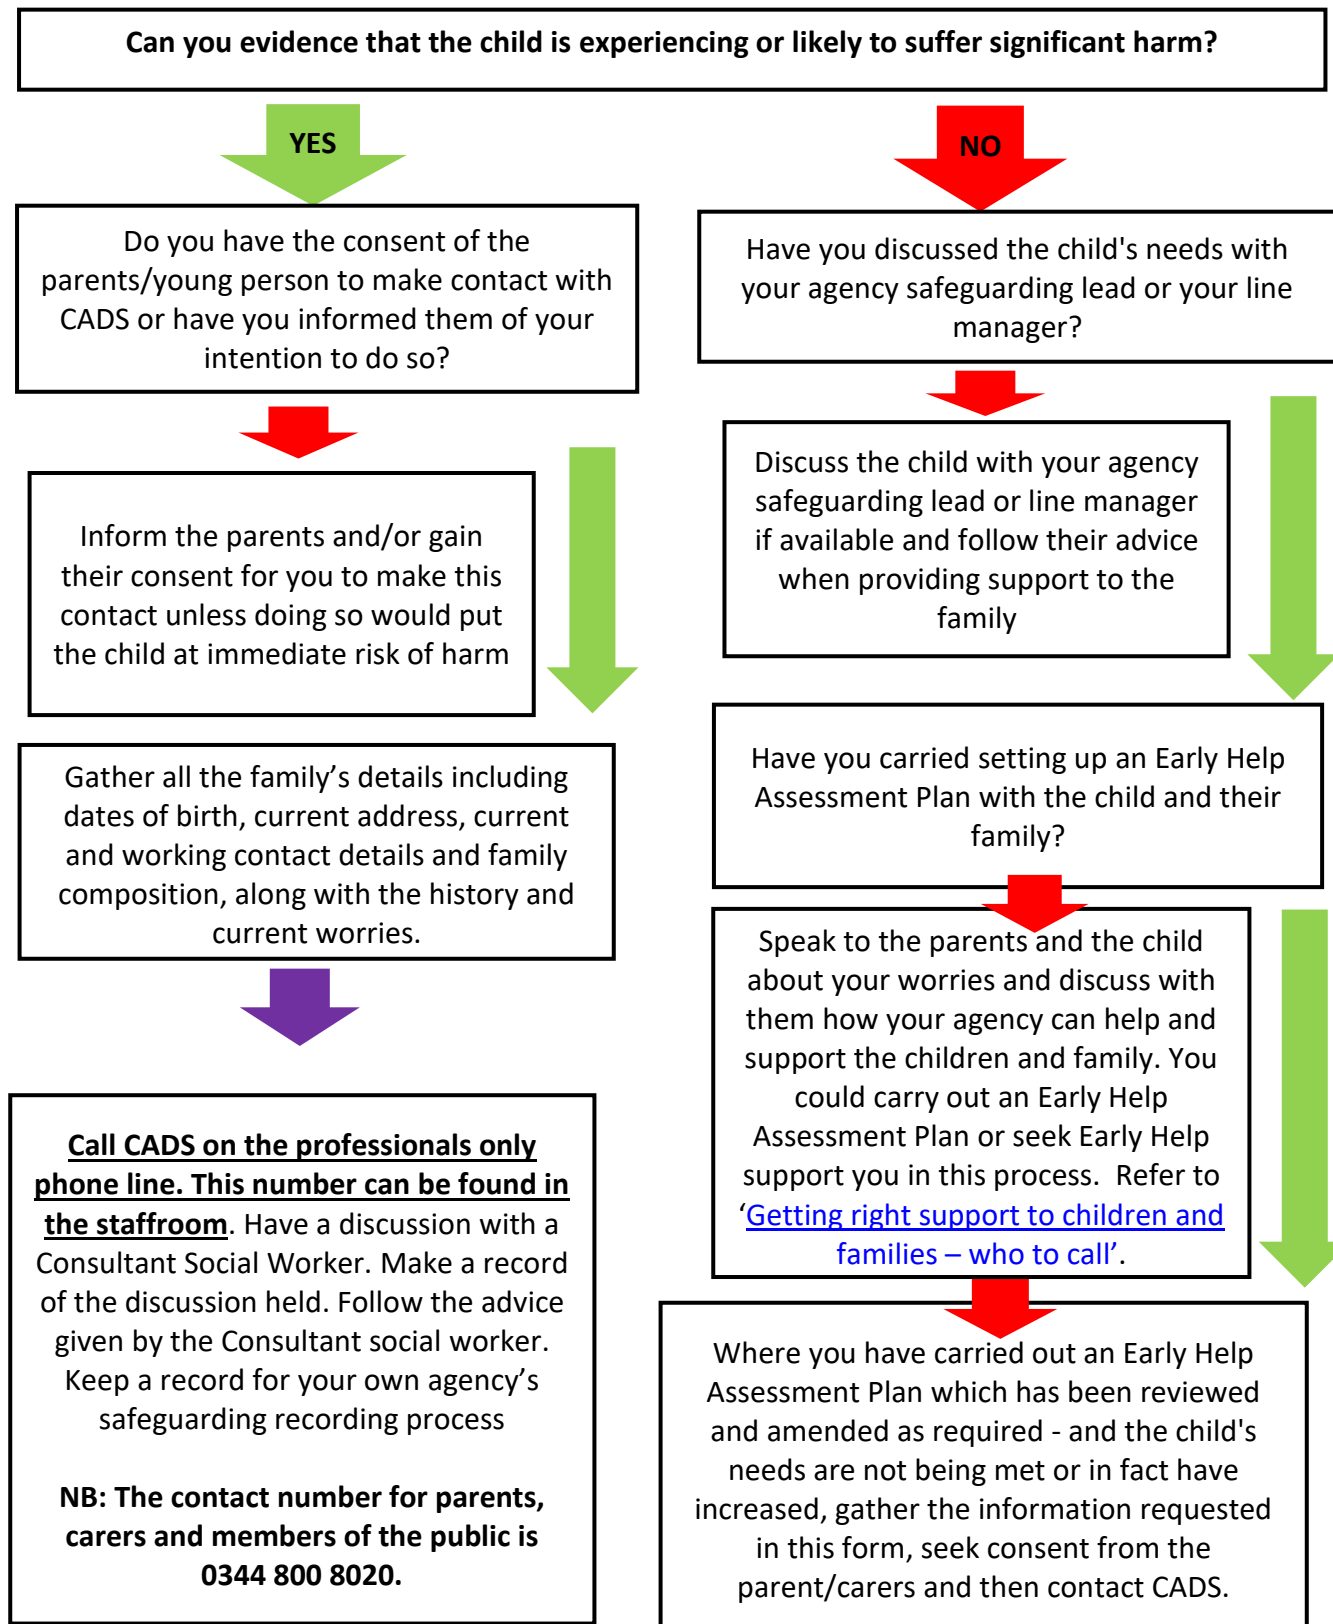 Can you evidence that the child is experiencing or likely to suffer significant harm?
YES
NO
Do you have the consent of the
parents/young person to make contact with
CADS or have you informed them of your
intention to do so?
Inform the parents and/or gain
their consent for you to make this
contact unless doing so would put
the child at immediate risk of harm
Gather all the family’s details including
dates of birth, current address, current
and working contact details and family
composition, along with the history and
current worries.
Call CADS on the professionals only
phone line. This number can be found in
the staffroom. Have a discussion with a
Consultant Social Worker. Make a record
of the discussion held. Follow the advice
given by the Consultant social worker.
Keep a record for your own agency’s
safeguarding recording process
NB: The contact number for parents,
carers and members of the public is
0344 800 8020.
Have you discussed the child's needs with
your agency safeguarding lead or your line
manager?
Discuss the child with your agency
safeguarding lead or line manager
if available and follow their advice
when providing support to the
family
Have you carried setting up an Early Help
Assessment Plan with the child and their
family?
Speak to the parents and the child
about your worries and discuss with
them how your agency can help and
support the children and family. You
could carry out an Early Help
Assessment Plan or seek Early Help
support you in this process.  Refer to
‘Getting right support to children and
families – who to call’.
Where you have carried out an Early Help
Assessment Plan which has been reviewed
and amended as required - and the child's
needs are not being met or in fact have
increased, gather the information requested
in this form, seek consent from the
parent/carers and then contact CADS.